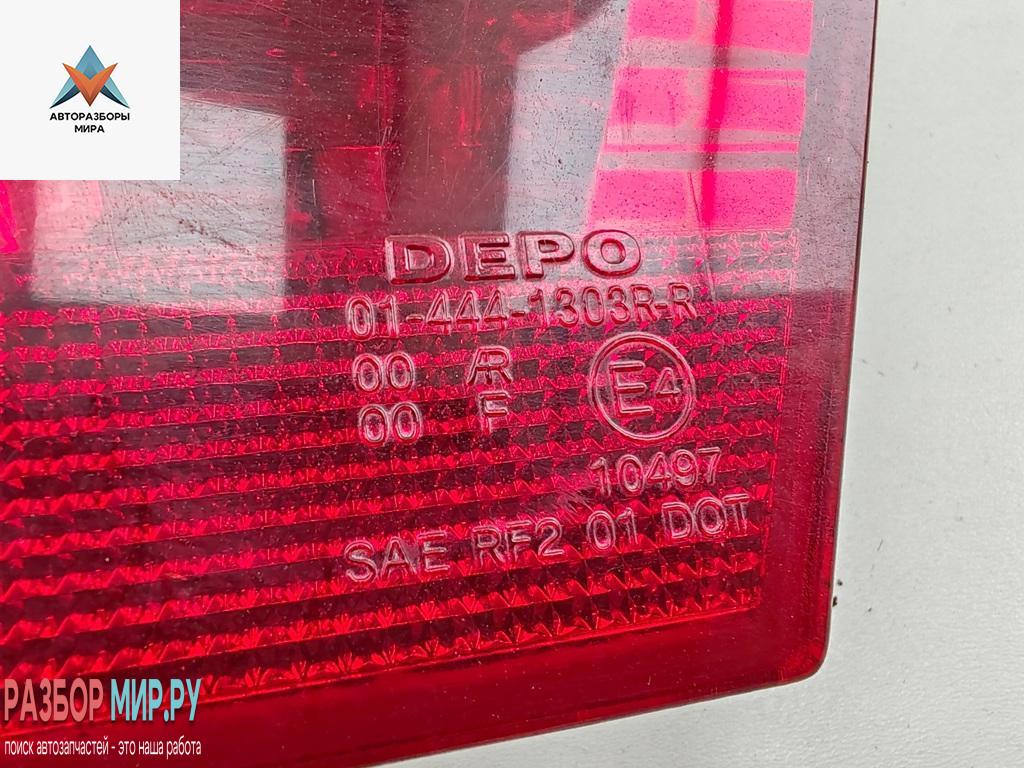 АВТОРАЗБОРЫ
МИРА
DEPO
01-444-1303R-R
00 AR
00 F
E4
10497
SAE RF2 01 DOT
РАЗБОР МИР.РУ
поиск автозапчастей - это наша работа